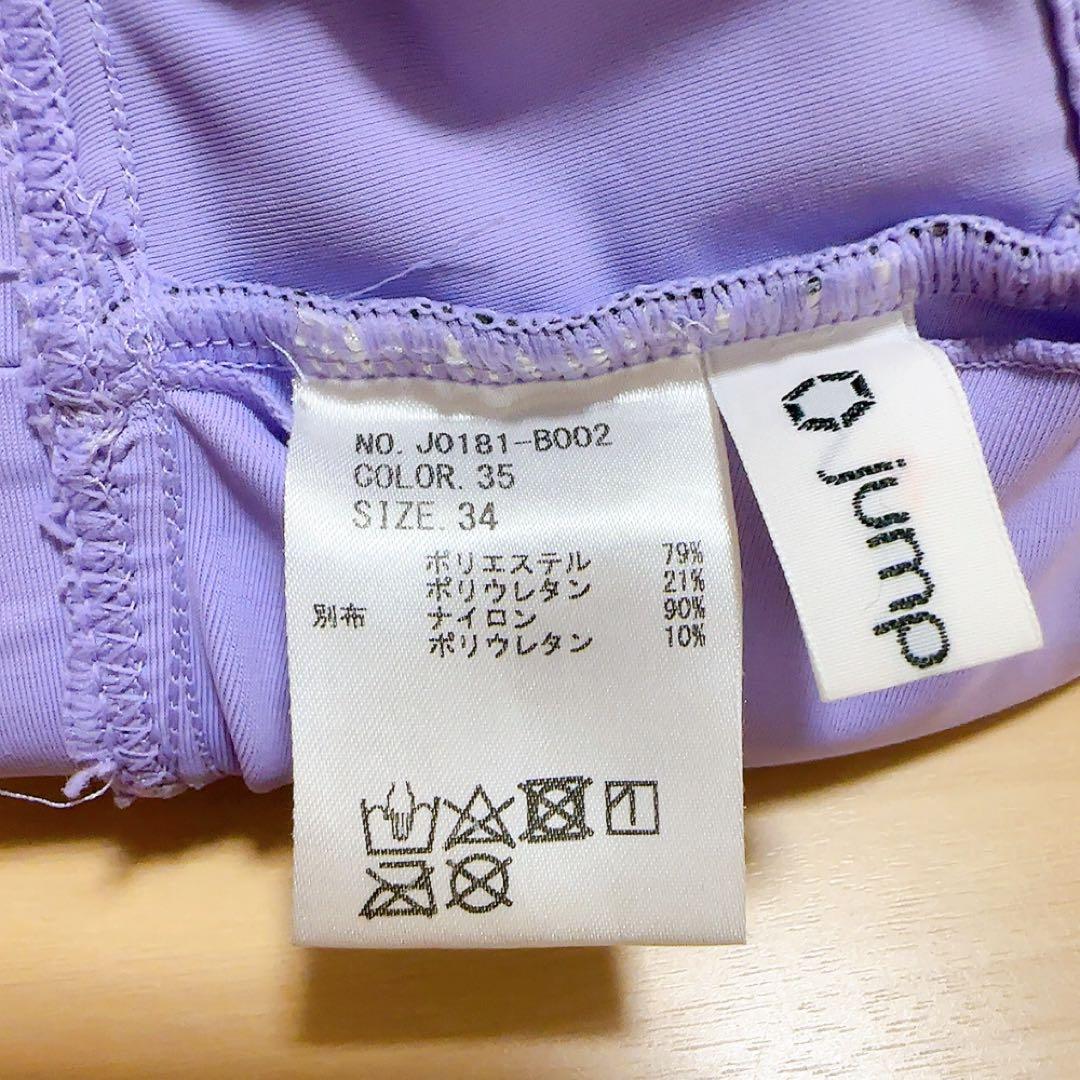 NO. J0181-B002
COLOR. 35
SIZE. 34
ポリエステル 79%
ポリウレタン 21%
別布 ナイロン 90%
ポリウレタン 10%
jump